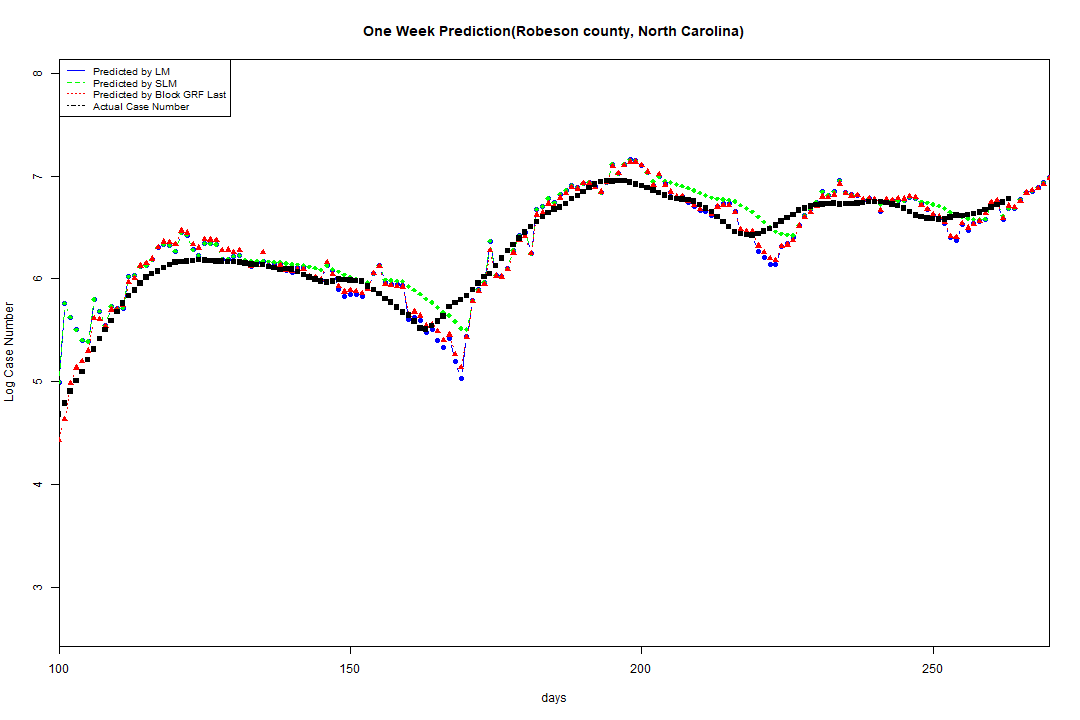 One Week Prediction(Robeson county, North Carolina)
Predicted by LM
Predicted by SLM
Predicted by Block GRF Last
Actual Case Number
8
7
6
5
4
3
Log Case Number
100
150
200
250
days